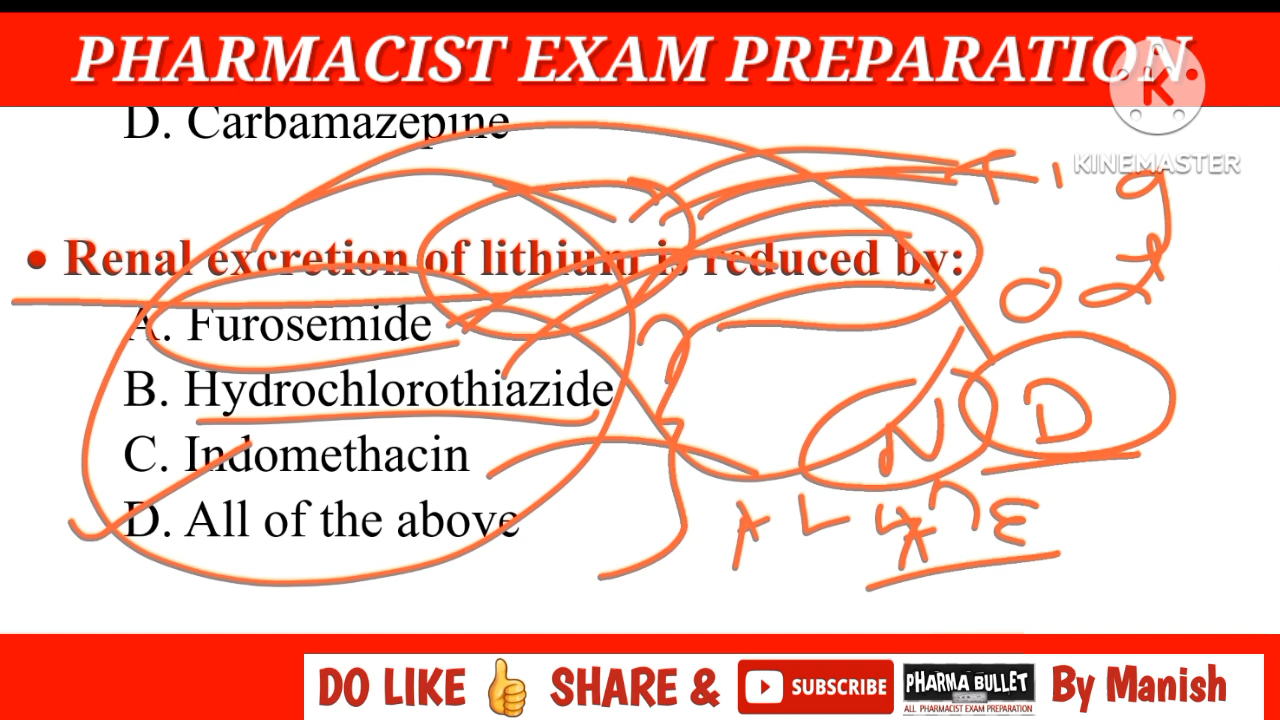 PHARMACIST EXAM PREPARATION
KINEMASTER
D. Carbamazepine
• Renal excretion of lithium is reduced by:
A. Furosemide
B. Hydrochlorothiazide
C. Indomethacin
D. All of the above
N D
DO LIKE SHARE & SUBSCRIBE PHARMA BULLET By Manish
ALL PHARMACIST EXAM PREPARATION